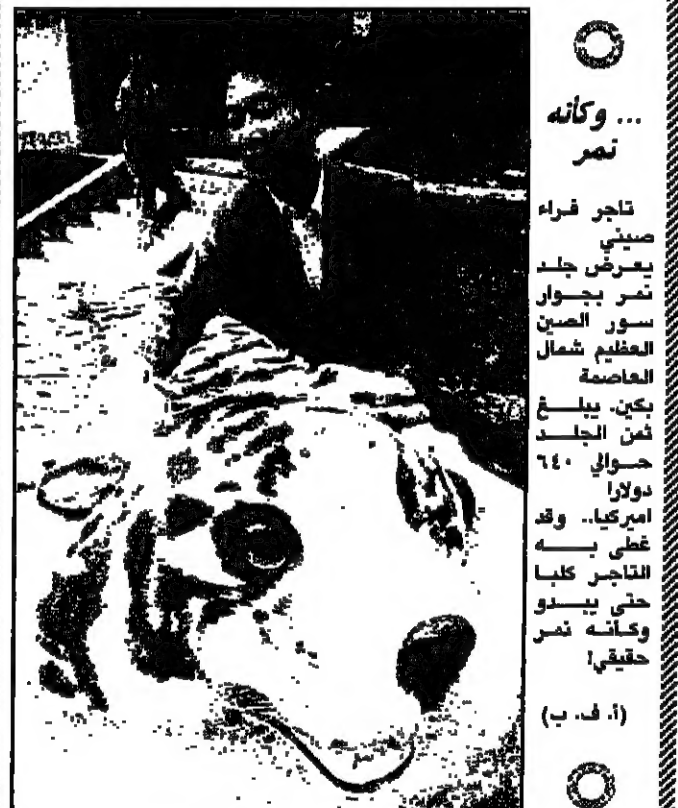 ... وكأنه
نمر
تاجر فراء
صيني
يعرض جلد
نمر بجوار
سور الصين
العظيم شمال
العاصمة
بكين. يبلغ
ثمن الجلد
حوالي ٦٤٠
دولارا
اميركيا.. وقد
غطى به
التاجر كلبا
حتى يبدو
وكأنه نمر
حقيقي!
(أ. ف. ب)